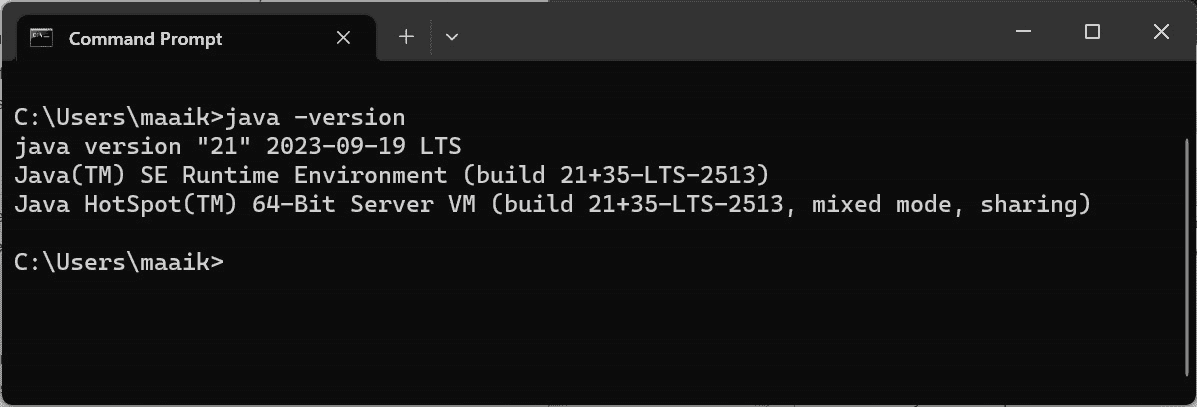 Command Prompt
C:\Users\maaik>java -version
java version "21" 2023-09-19 LTS
Java(TM) SE Runtime Environment (build 21+35-LTS-2513)
Java HotSpot(TM) 64-Bit Server VM (build 21+35-LTS-2513, mixed mode, sharing)
C:\Users\maaik>